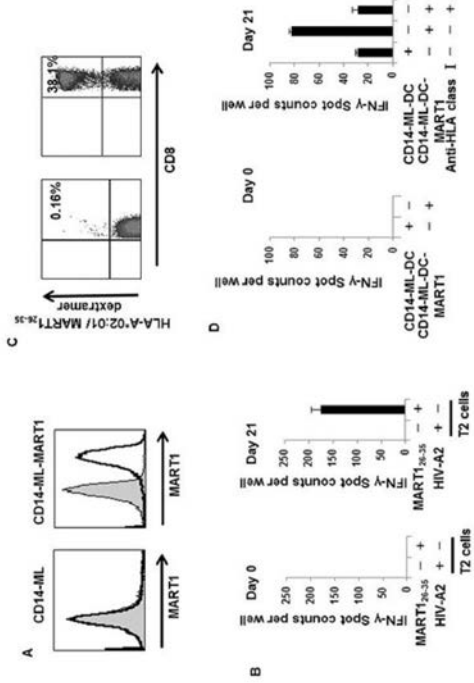 A
CD14-ML
CD14-ML-MART1
MART1
MART1
B
Day 0
Day 21
IFN-γ Spot counts per well
250
200
150
100
50
0
MART1₂₆₋₃₅ − +
HIV-A2 + −
T2 cells
IFN-γ Spot counts per well
250
200
150
100
50
0
MART1₂₆₋₃₅ − +
HIV-A2 + −
T2 cells
C
HLA-A*02:01/ MART1₂₆₋₃₅
dextramer
0.16%
38.1%
CD8
D
Day 0
Day 21
IFN-γ Spot counts per well
100
80
60
40
20
0
CD14-ML-DC + −
CD14-ML-DC-
MART1 − +
IFN-γ Spot counts per well
100
80
60
40
20
0
CD14-ML-DC + − −
CD14-ML-DC-
MART1 − + +
Anti-HLA class I − − +